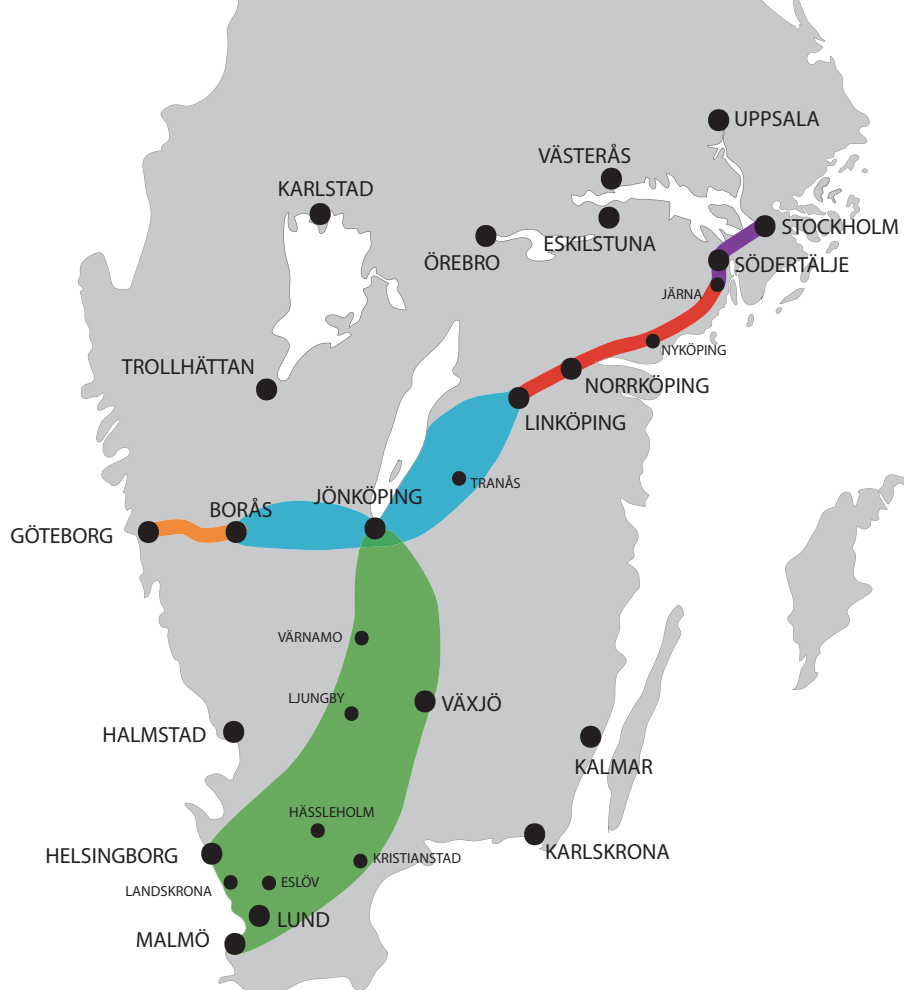 UPPSALA
VÄSTERÅS
KARLSTAD
STOCKHOLM
ESKILSTUNA
ÖREBRO
SÖDERTÄLJE
JÄRNA
NYKÖPING
TROLLHÄTTAN
NORRKÖPING
LINKÖPING
TRANÅS
JÖNKÖPING
BORÅS
GÖTEBORG
VÄRNAMO
LJUNGBY
VÄXJÖ
HALMSTAD
KALMAR
HÄSSLEHOLM
KARLSKRONA
HELSINGBORG
KRISTIANSTAD
ESLÖV
LANDSKRONA
LUND
MALMÖ